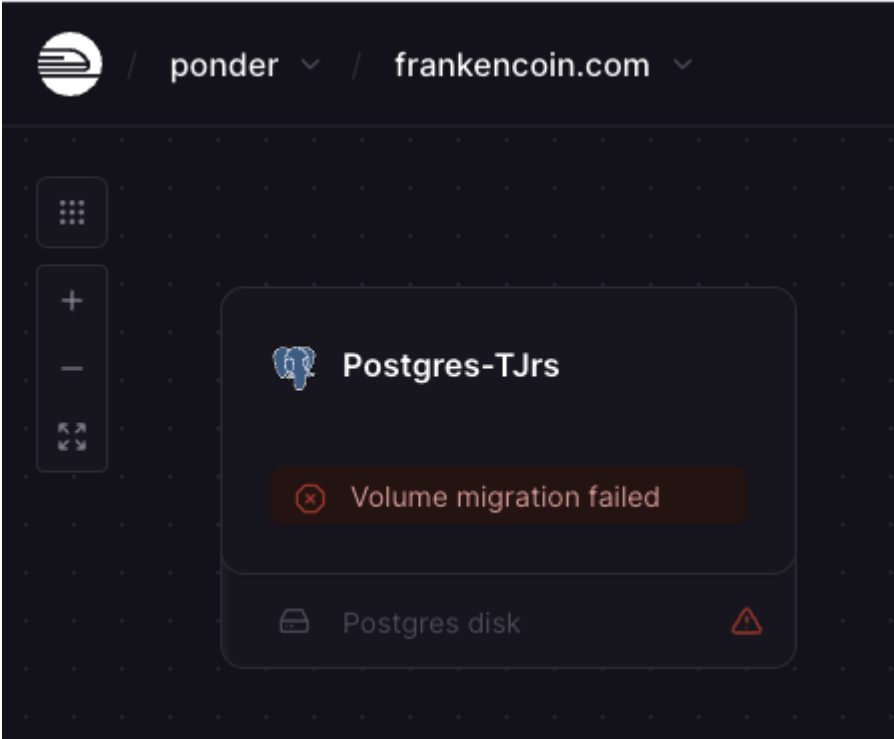 / ponder / frankencoin.com
Postgres-TJrs
Volume migration failed
Postgres disk